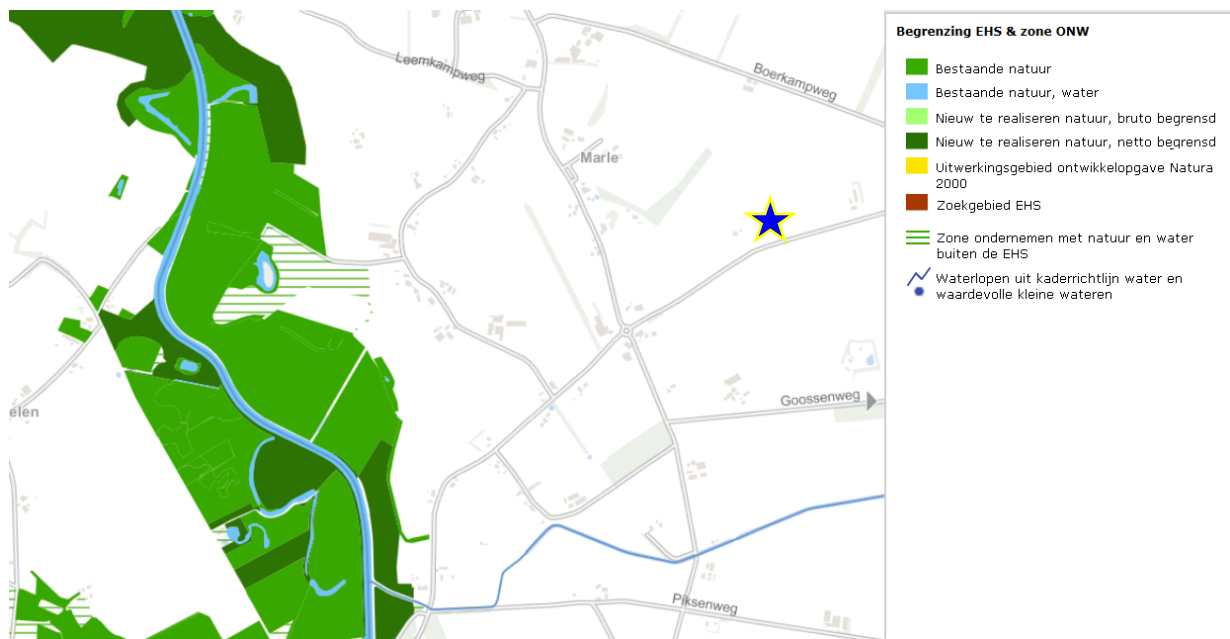 Leemkampweg
Boerkampweg
Marle
Goossenweg
elen
Piksenweg
Begrenzing EHS & zone ONW
Bestaande natuur
Bestaande natuur, water
Nieuw te realiseren natuur, bruto begrensd
Nieuw te realiseren natuur, netto begrensd
Uitwerkingsgebied ontwikkelopgave Natura
2000
Zoekgebied EHS
Zone ondernemen met natuur en water
buiten de EHS
Waterlopen uit kaderrichtlijn water en
waardevolle kleine wateren